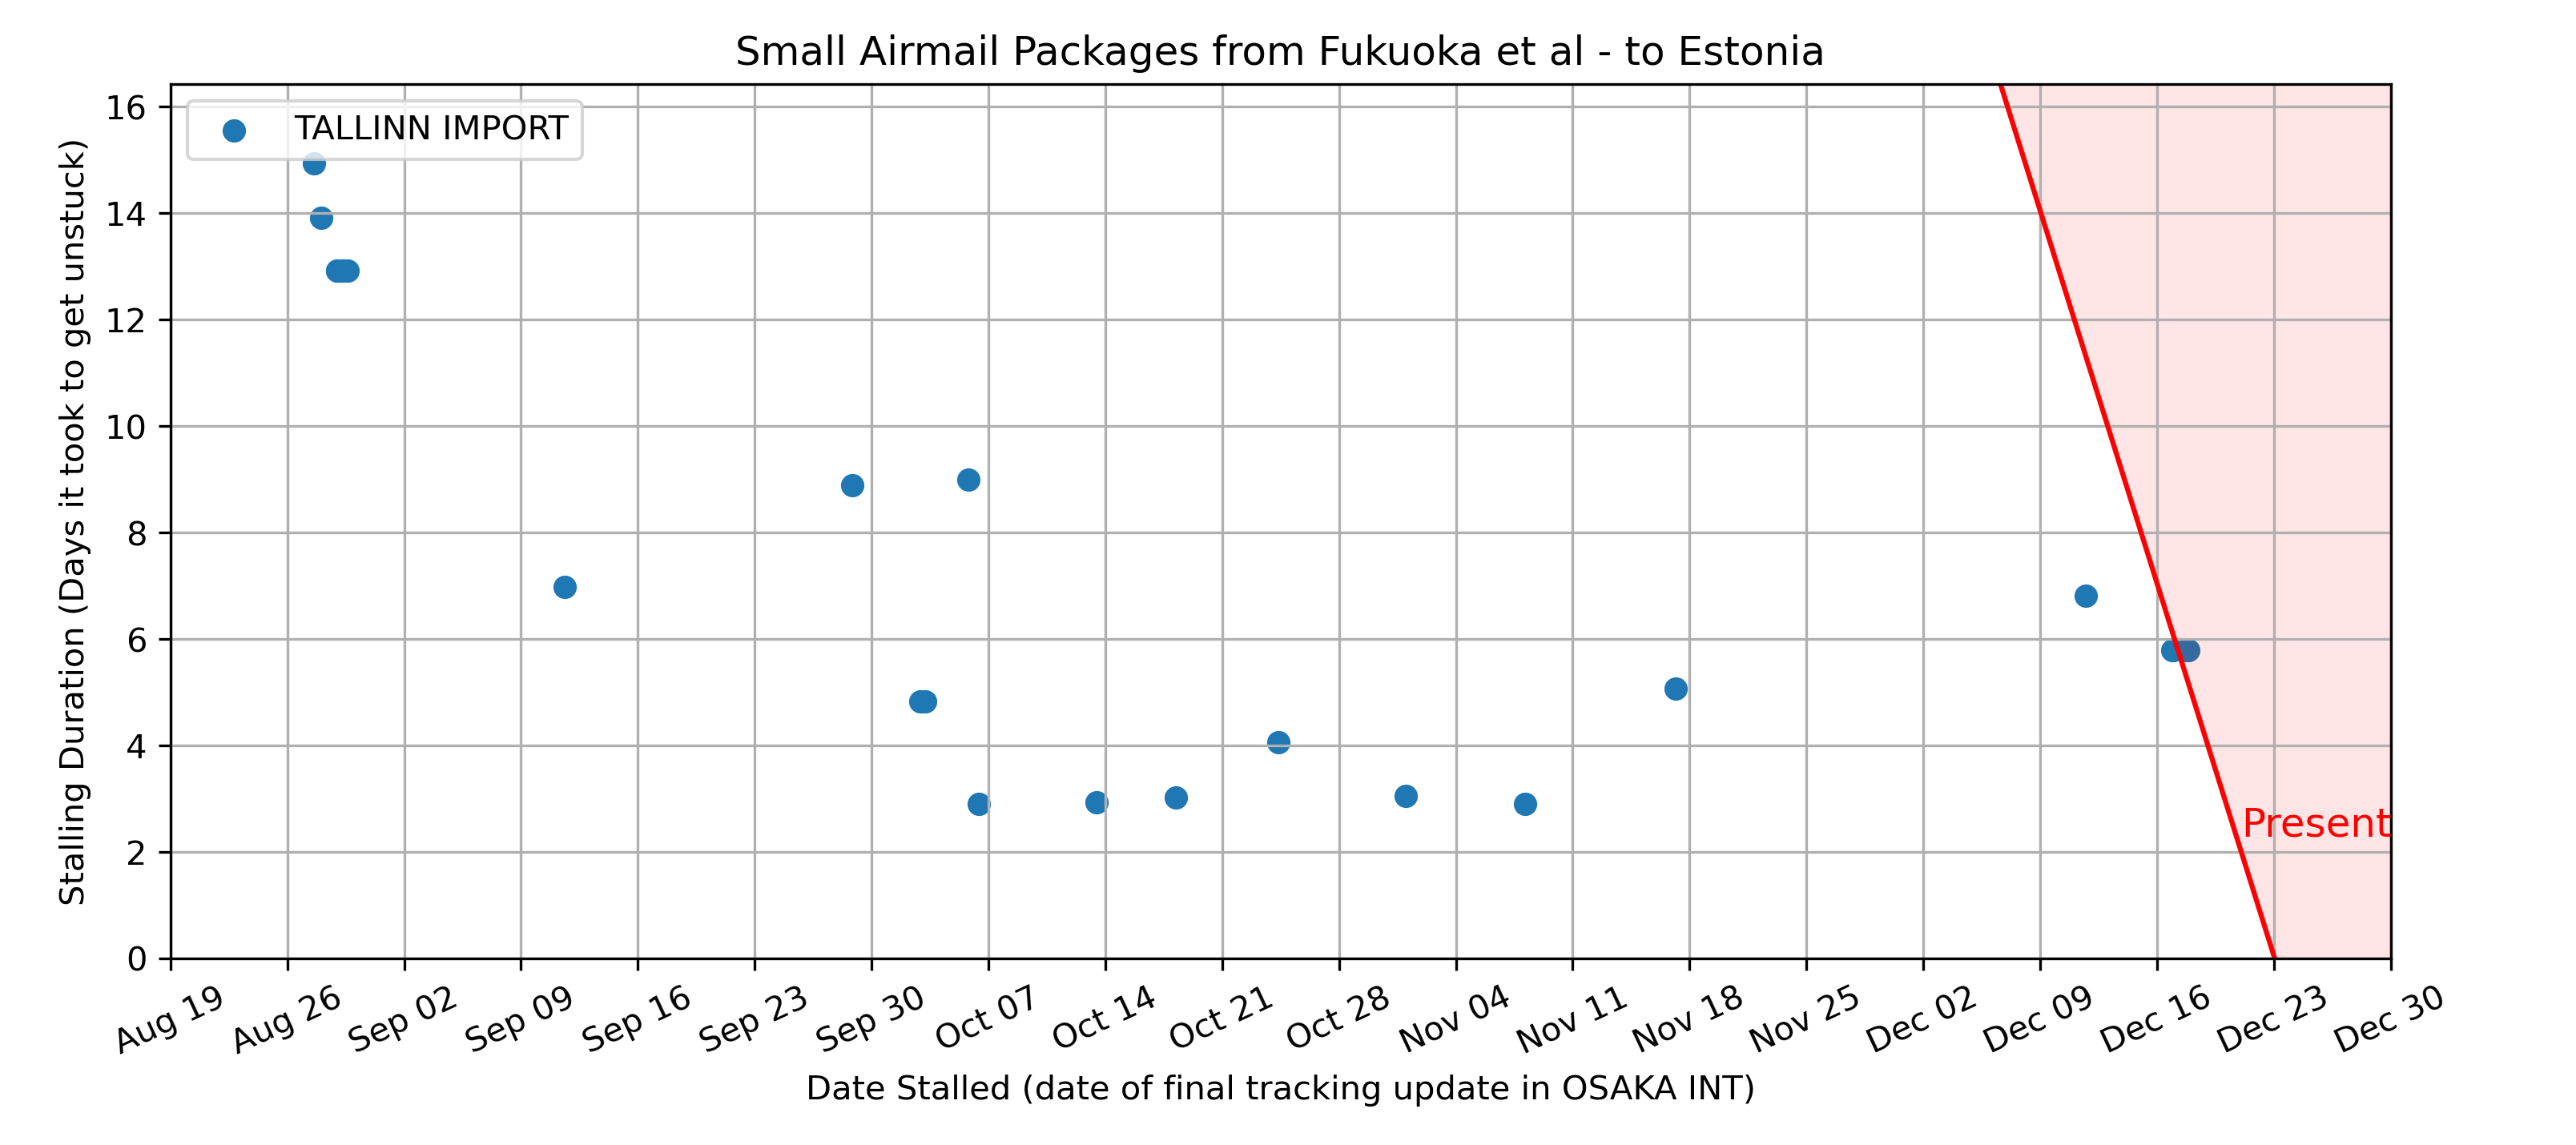 Small Airmail Packages from Fukuoka et al - to Estonia
TALLINN IMPORT
Stalling Duration (Days it took to get unstuck)
16
14
12
10
8
6
4
2
0
Present
Aug 19
Aug 26
Sep 02
Sep 09
Sep 16
Sep 23
Sep 30
Oct 07
Oct 14
Oct 21
Oct 28
Nov 04
Nov 11
Nov 18
Nov 25
Dec 02
Dec 09
Dec 16
Dec 23
Dec 30
Date Stalled (date of final tracking update in OSAKA INT)